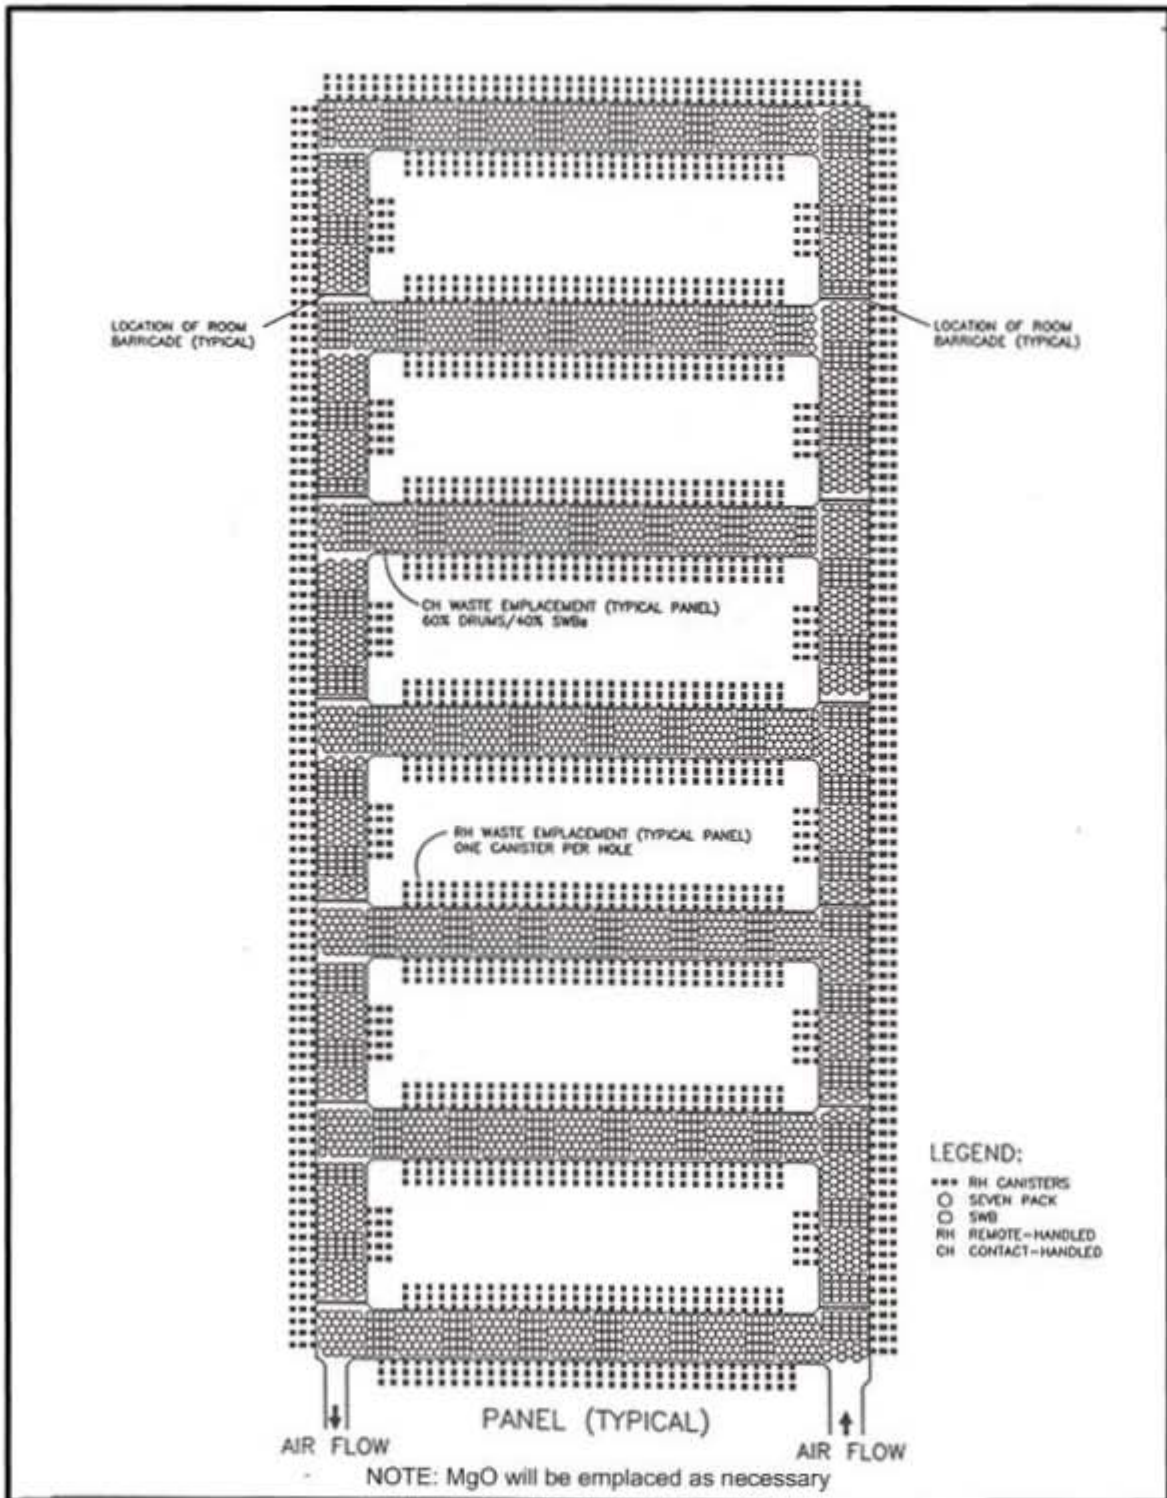 LOCATION OF ROOM
BARRICADE (TYPICAL)
LOCATION OF ROOM
BARRICADE (TYPICAL)
CH WASTE EMPLACEMENT (TYPICAL PANEL)
60% DRUMS/40% SWBs
RH WASTE EMPLACEMENT (TYPICAL PANEL)
ONE CANISTER PER HOLE
LEGEND:
RH CANISTERS
SEVEN PACK
SWB
RH REMOTE-HANDLED
CH CONTACT-HANDLED
PANEL (TYPICAL)
AIR FLOW
AIR FLOW
NOTE: MgO will be emplaced as necessary